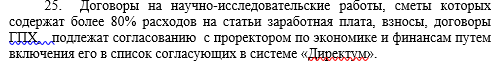 25. Договоры на научно-исследовательские работы, сметы которых
содержат более 80% расходов на статьи заработная плата, взносы, договоры
ГПХ, подлежат согласованию с проректором по экономике и финансам путем
включения его в список согласующих в системе «Директум».